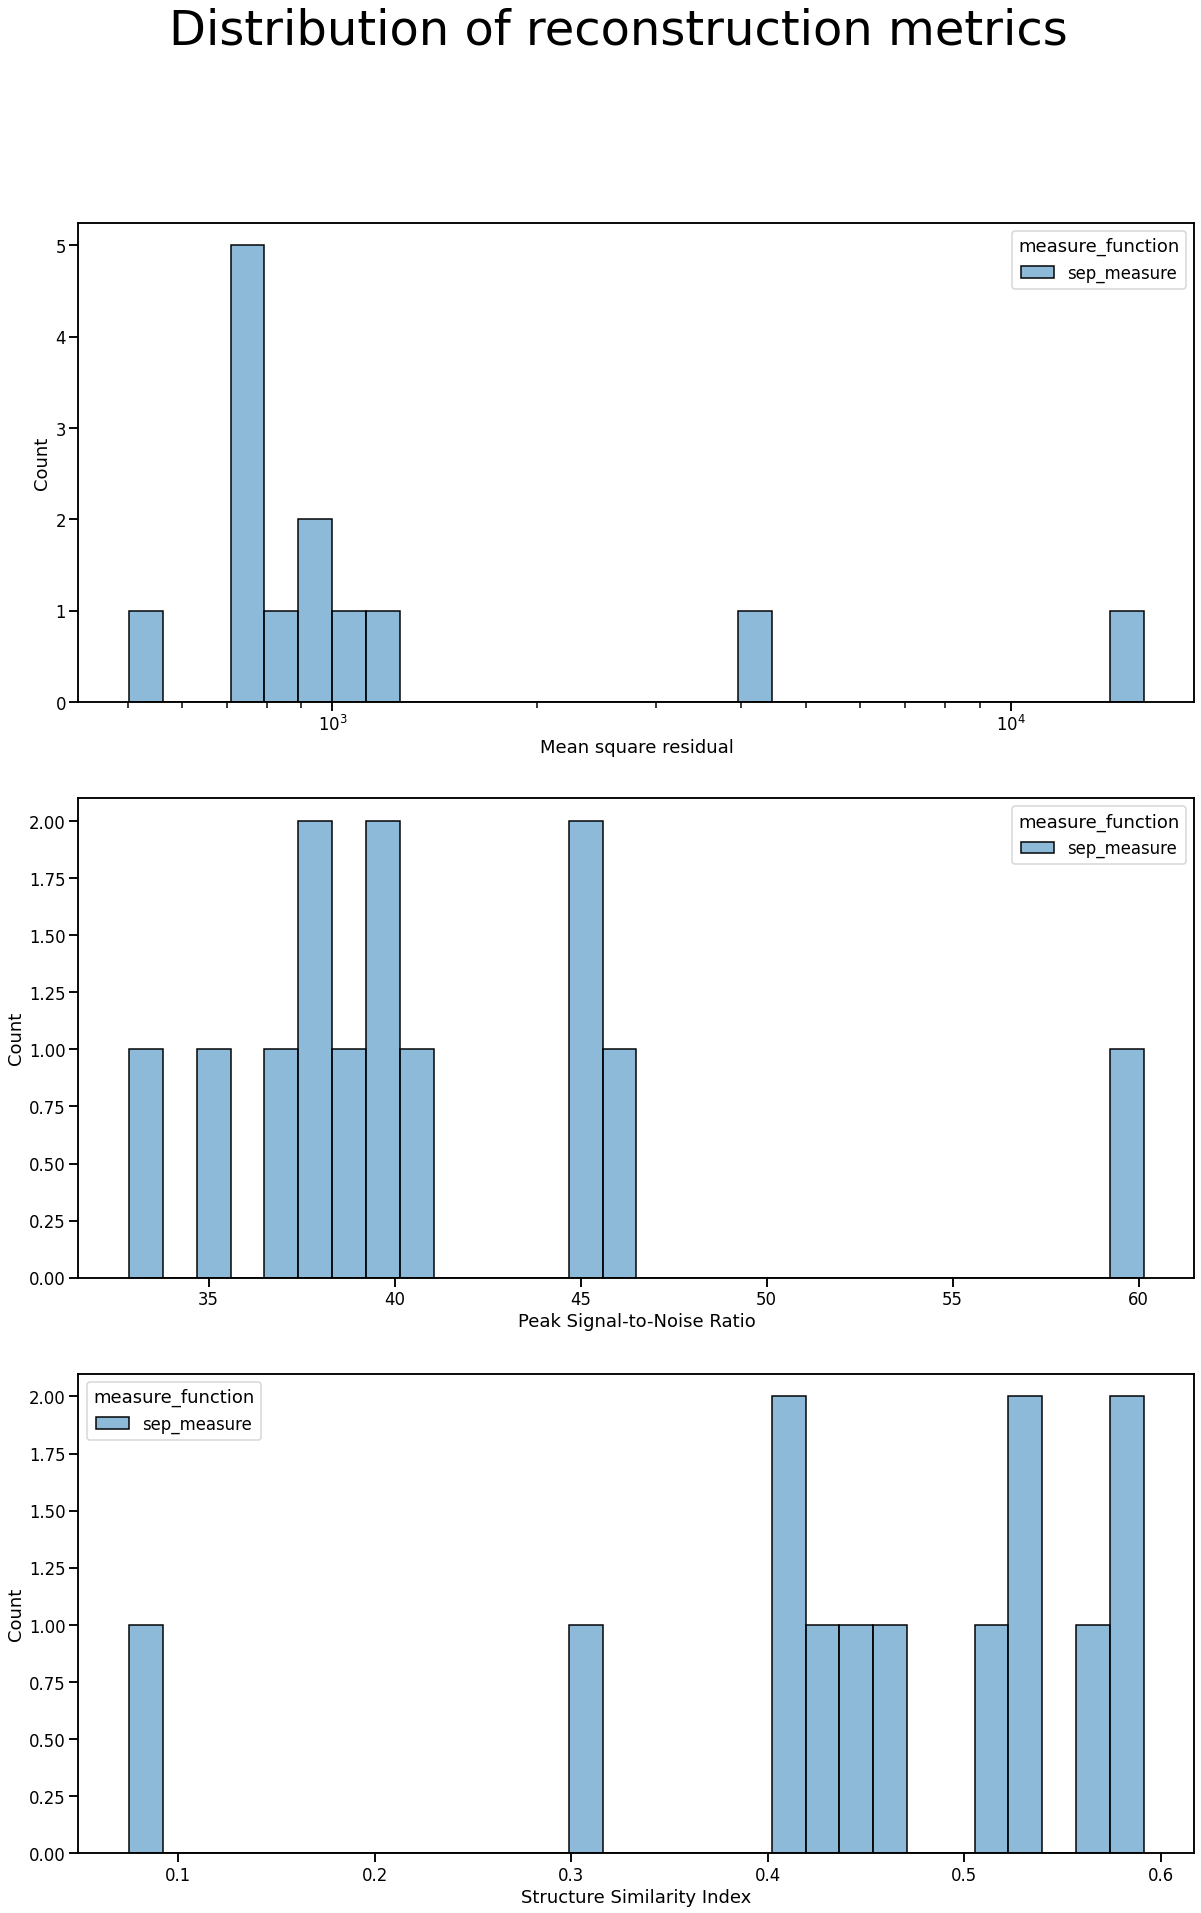 Distribution of reconstruction metrics
measure_function
sep_measure
5
4
3
2
1
0
Count
10³
10⁴
Mean square residual
measure_function
sep_measure
2.00
1.75
1.50
1.25
1.00
0.75
0.50
0.25
0.00
Count
35
40
45
50
55
60
Peak Signal-to-Noise Ratio
measure_function
sep_measure
2.00
1.75
1.50
1.25
1.00
0.75
0.50
0.25
0.00
Count
0.1
0.2
0.3
0.4
0.5
0.6
Structure Similarity Index